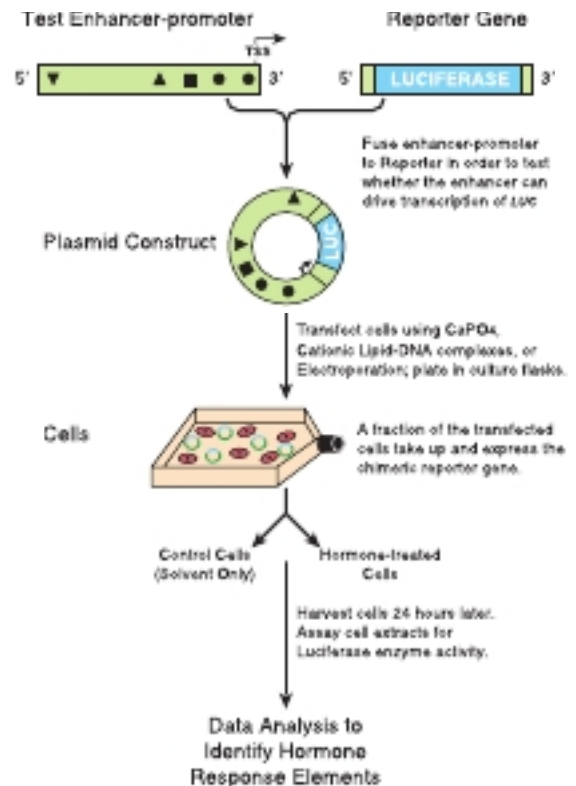 Test Enhancer-promoter
Reporter Gene
TSS
5'
3'
5'
LUCIFERASE
3'
Fuse enhancer-promoter
to Reporter in order to test
whether the enhancer can
drive transcription of LUC
Plasmid Construct
LUC
Transfect cells using CaPO4,
Cationic Lipid-DNA complexes, or
Electroporation; plate in culture flasks.
Cells
A fraction of the transfected
cells take up and express the
chimeric reporter gene.
Control Cells
(Solvent Only)
Hormone-treated
Cells
Harvest cells 24 hours later.
Assay cell extracts for
Luciferase enzyme activity.
Data Analysis to
Identify Hormone
Response Elements